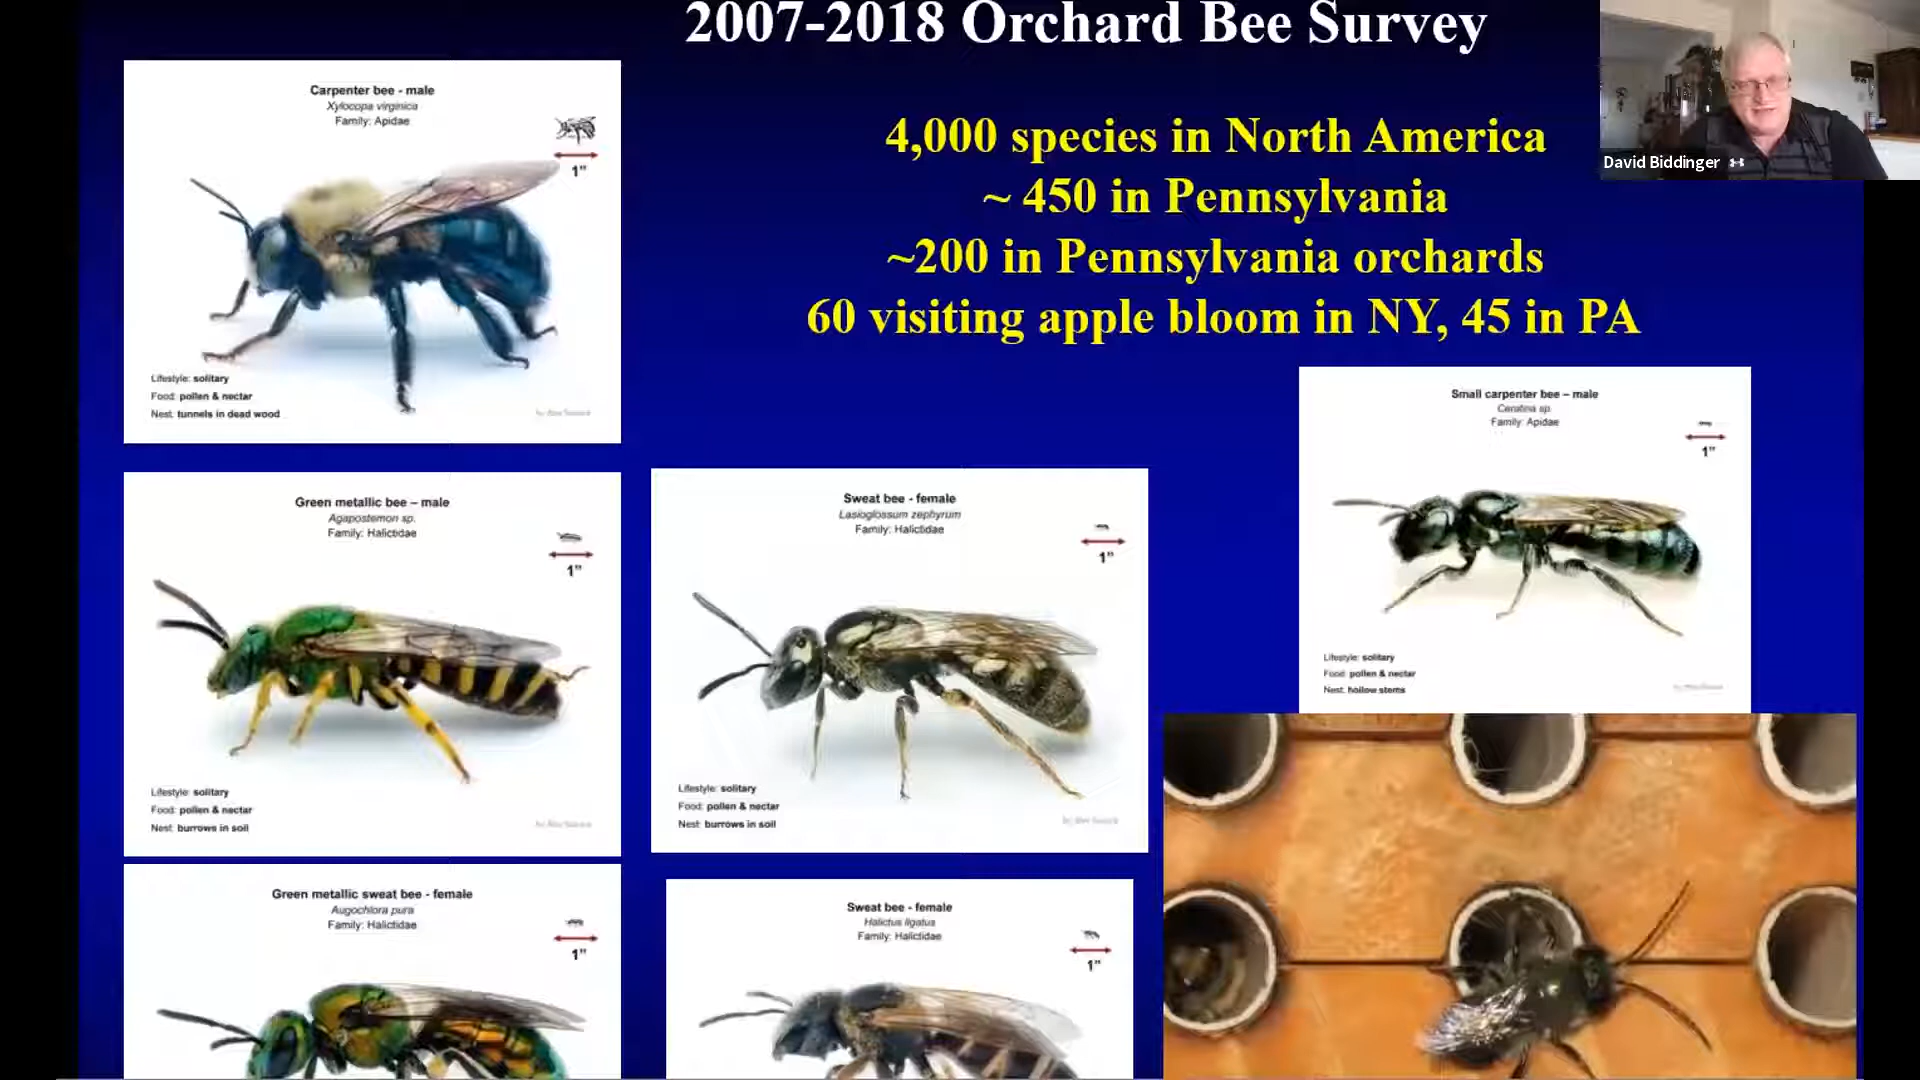 2007-2018 Orchard Bee Survey
4,000 species in North America
~ 450 in Pennsylvania
~200 in Pennsylvania orchards
60 visiting apple bloom in NY, 45 in PA
David Biddinger
Carpenter bee - male
Xylocopa virginica
Family: Apidae
1"
Lifestyle: solitary
Food: pollen & nectar
Nest: tunnels in dead wood
Green metallic bee – male
Agapostemon sp.
Family: Halictidae
1"
Lifestyle: solitary
Food: pollen & nectar
Nest: burrows in soil
Sweat bee - female
Lasioglossum zephyrum
Family: Halictidae
1"
Lifestyle: solitary
Food: pollen & nectar
Nest: burrows in soil
Small carpenter bee – male
Ceratina sp.
Family: Apidae
1"
Lifestyle: solitary
Food: pollen & nectar
Nest: hollow stems
Green metallic sweat bee - female
Augochlora pura
Family: Halictidae
1"
Sweat bee - female
Halictus ligatus
Family: Halictidae
1"